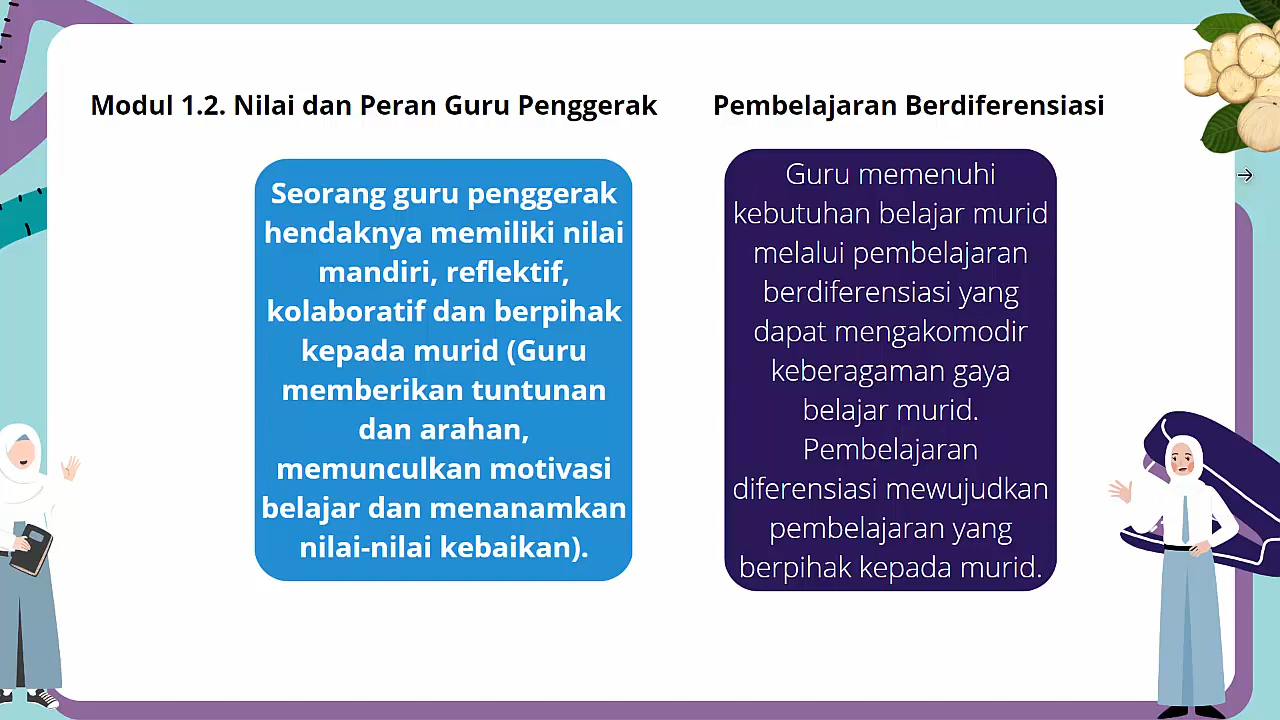 Modul 1.2. Nilai dan Peran Guru Penggerak
Seorang guru penggerak
hendaknya memiliki nilai
mandiri, reflektif,
kolaboratif dan berpihak
kepada murid (Guru
memberikan tuntunan
dan arahan,
memunculkan motivasi
belajar dan menanamkan
nilai-nilai kebaikan).
Pembelajaran Berdiferensiasi
Guru memenuhi
kebutuhan belajar murid
melalui pembelajaran
berdiferensiasi yang
dapat mengakomodir
keberagaman gaya
belajar murid.
Pembelajaran
diferensiasi mewujudkan
pembelajaran yang
berpihak kepada murid.